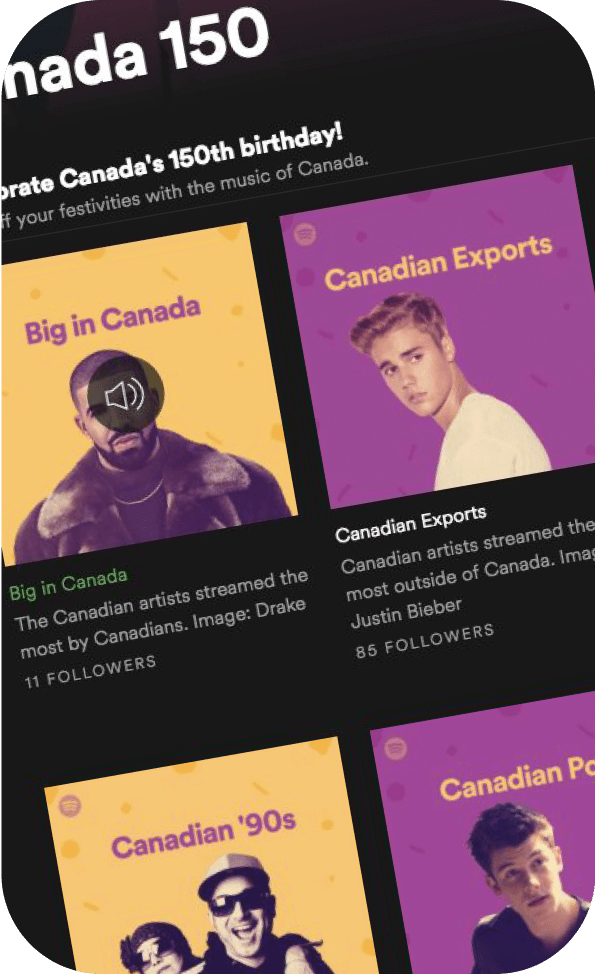 nada 150
orate Canada's 150th birthday!
ff your festivities with the music of Canada.
Big in Canada
Canadian Exports
Big in Canada
The Canadian artists streamed the
most by Canadians. Image: Drake
11 FOLLOWERS
Canadian Exports
Canadian artists streamed the
most outside of Canada. Imag
Justin Bieber
85 FOLLOWERS
Canadian '90s
Canadian Po